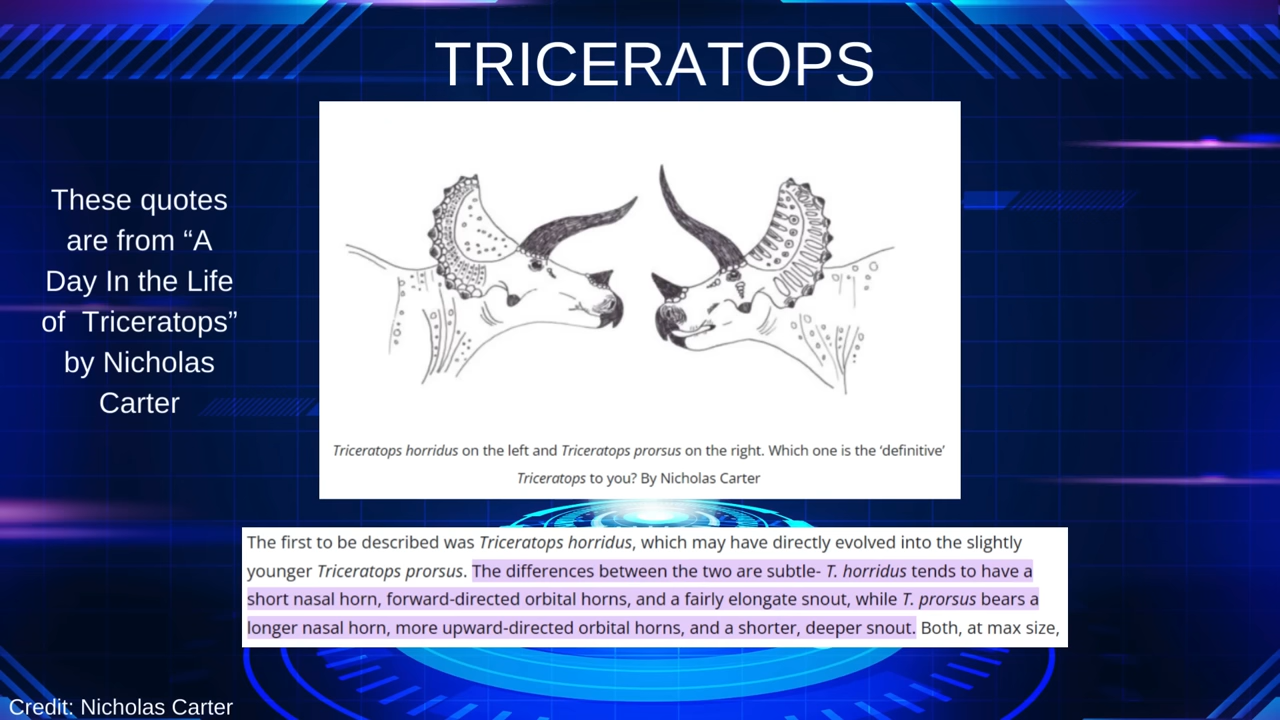 TRICERATOPS
These quotes
are from “A
Day In the Life
of Triceratops”
by Nicholas
Carter
Triceratops horridus on the left and Triceratops prorsus on the right. Which one is the ‘definitive’
Triceratops to you? By Nicholas Carter
The first to be described was Triceratops horridus, which may have directly evolved into the slightly
younger Triceratops prorsus. The differences between the two are subtle- T. horridus tends to have a
short nasal horn, forward-directed orbital horns, and a fairly elongate snout, while T. prorsus bears a
longer nasal horn, more upward-directed orbital horns, and a shorter, deeper snout. Both, at max size,
Credit: Nicholas Carter